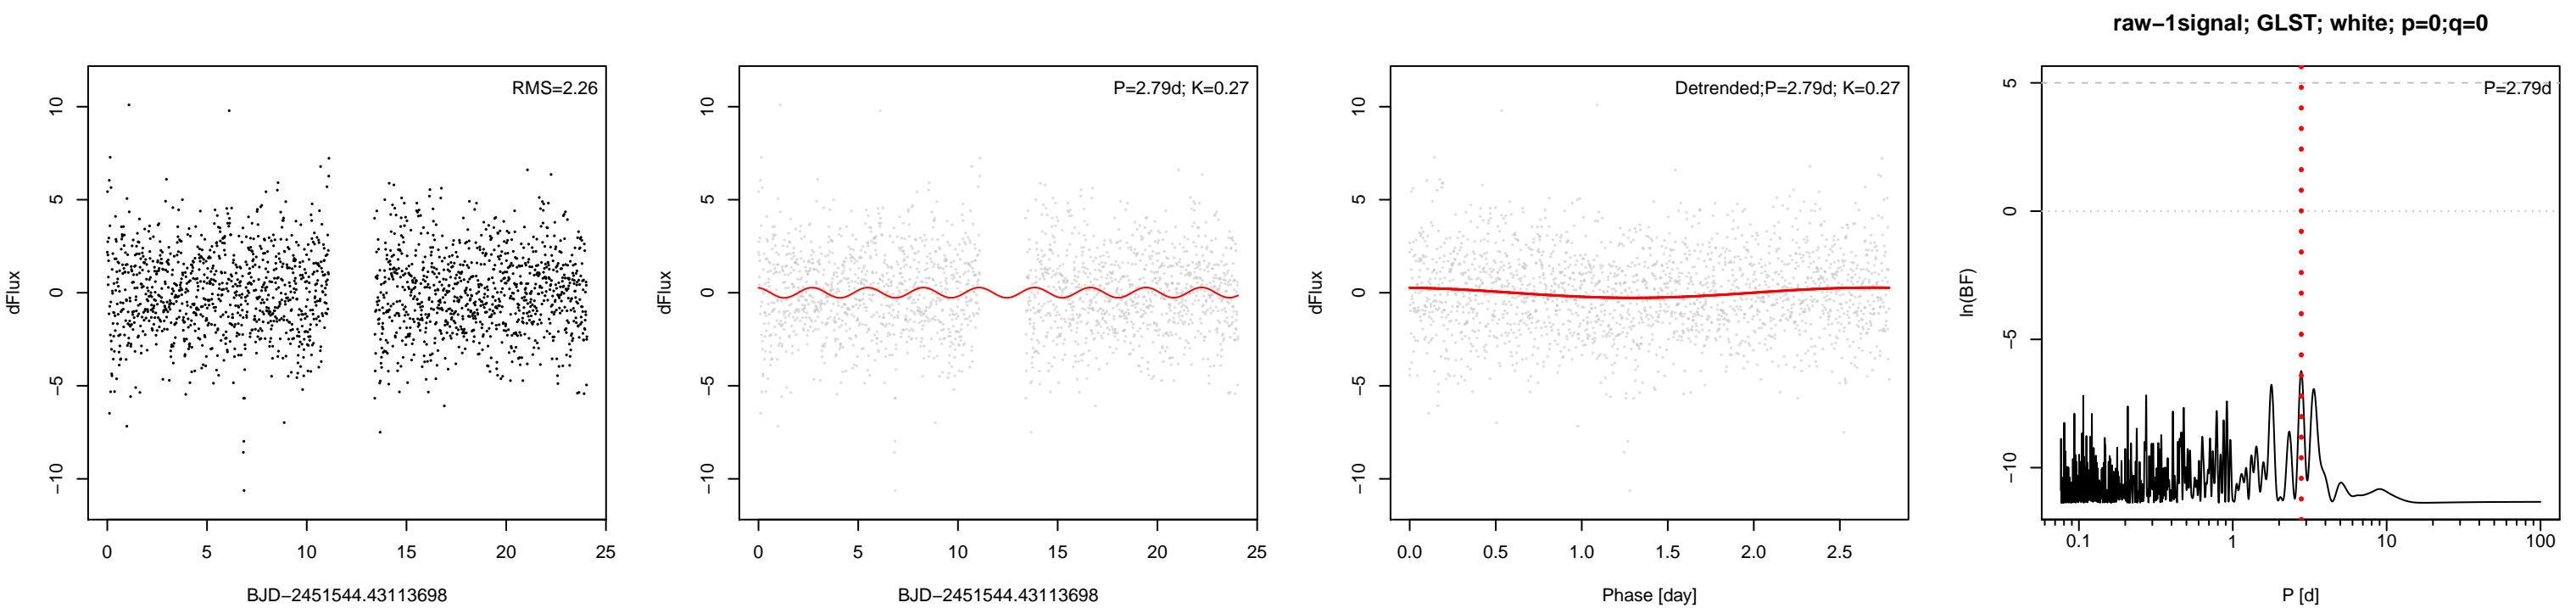 raw−1signal; GLST; white; p=0;q=0
RMS=2.26
dFlux
10
5
0
−5
−10
0 5 10 15 20 25
BJD−2451544.43113698
P=2.79d; K=0.27
dFlux
10
5
0
−5
−10
0 5 10 15 20 25
BJD−2451544.43113698
Detrended;P=2.79d; K=0.27
dFlux
10
5
0
−5
−10
0.0 0.5 1.0 1.5 2.0 2.5
Phase [day]
P=2.79d
ln(BF)
5
0
−5
−10
0.1 1 10 100
P [d]